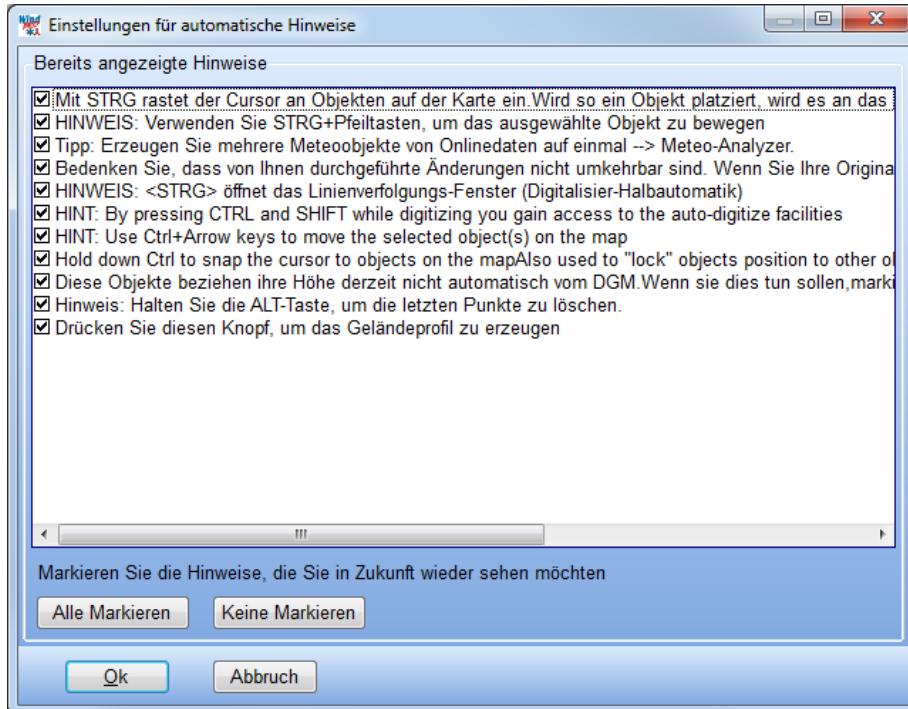 Wind
Einstellungen für automatische Hinweise
Bereits angezeigte Hinweise
Mit STRG rastet der Cursor an Objekten auf der Karte ein.Wird so ein Objekt platziert, wird es an das
HINWEIS: Verwenden Sie STRG+Pfeiltasten, um das ausgewählte Objekt zu bewegen
Tipp: Erzeugen Sie mehrere Meteoobjekte von Onlinedaten auf einmal --> Meteo-Analyzer.
Bedenken Sie, dass von Ihnen durchgeführte Änderungen nicht umkehrbar sind. Wenn Sie Ihre Origina
HINWEIS: <STRG> öffnet das Linienverfolgungs-Fenster (Digitalisier-Halbautomatik)
HINT: By pressing CTRL and SHIFT while digitizing you gain access to the auto-digitize facilities
HINT: Use Ctrl+Arrow keys to move the selected object(s) on the map
Hold down Ctrl to snap the cursor to objects on the mapAlso used to "lock" objects position to other ol
Diese Objekte beziehen ihre Höhe derzeit nicht automatisch vom DGM.Wenn sie dies tun sollen,marki
Hinweis: Halten Sie die ALT-Taste, um die letzten Punkte zu löschen.
Drücken Sie diesen Knopf, um das Geländeprofil zu erzeugen
Markieren Sie die Hinweise, die Sie in Zukunft wieder sehen möchten
Alle Markieren Keine Markieren
Ok Abbruch